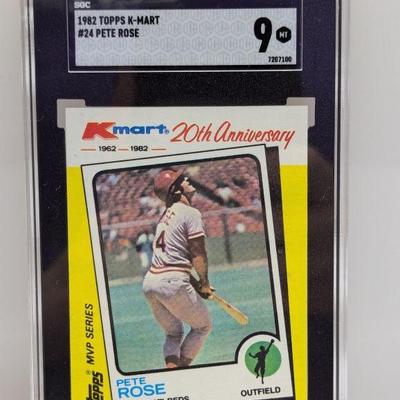 SGC
1982 TOPPS K-MART
#24 PETE ROSE
9 MT
7207100
Kmart® 20th Anniversary
1962 — 1982
4
TOPPS® MVP SERIES
PETE
ROSE
REDS
OUTFIELD